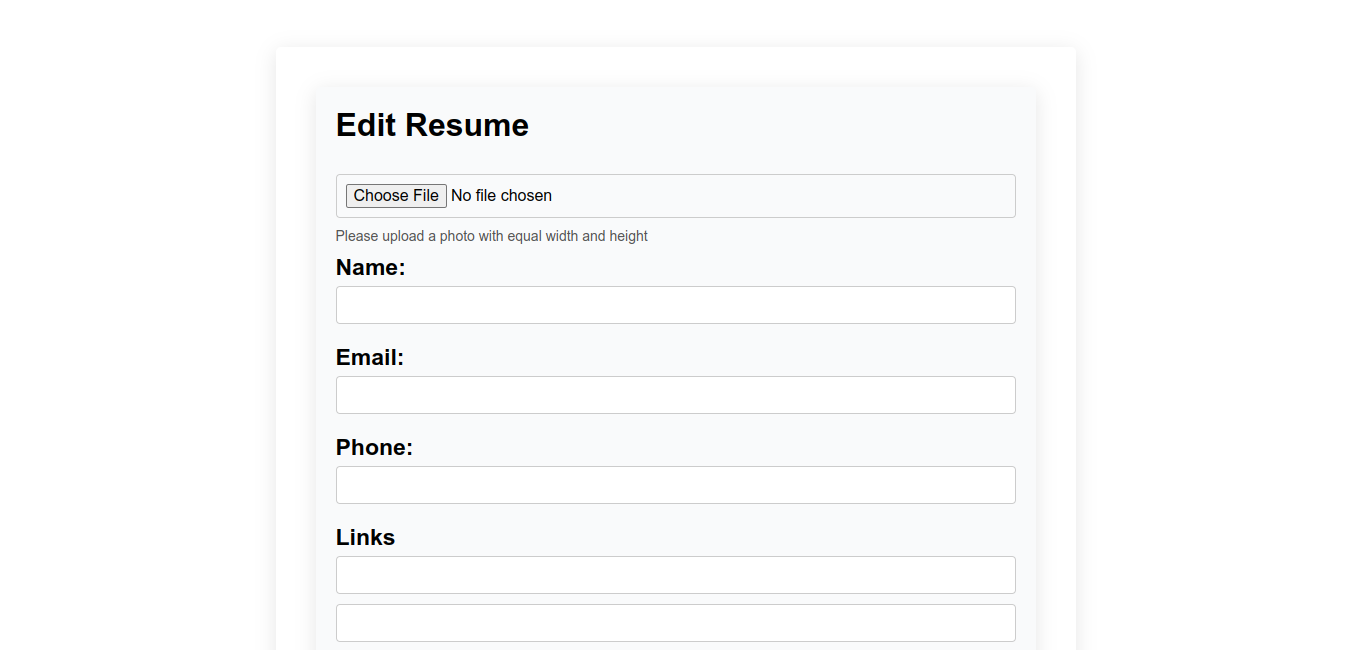 Edit Resume
Choose File No file chosen
Please upload a photo with equal width and height
Name:
Email:
Phone:
Links